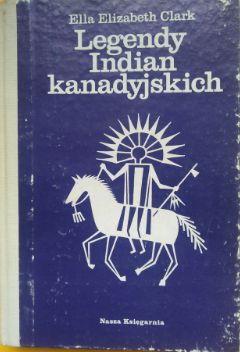 Ella Elizabeth Clark
Legendy
Indian
kanadyjskich
Nasza Księgarnia